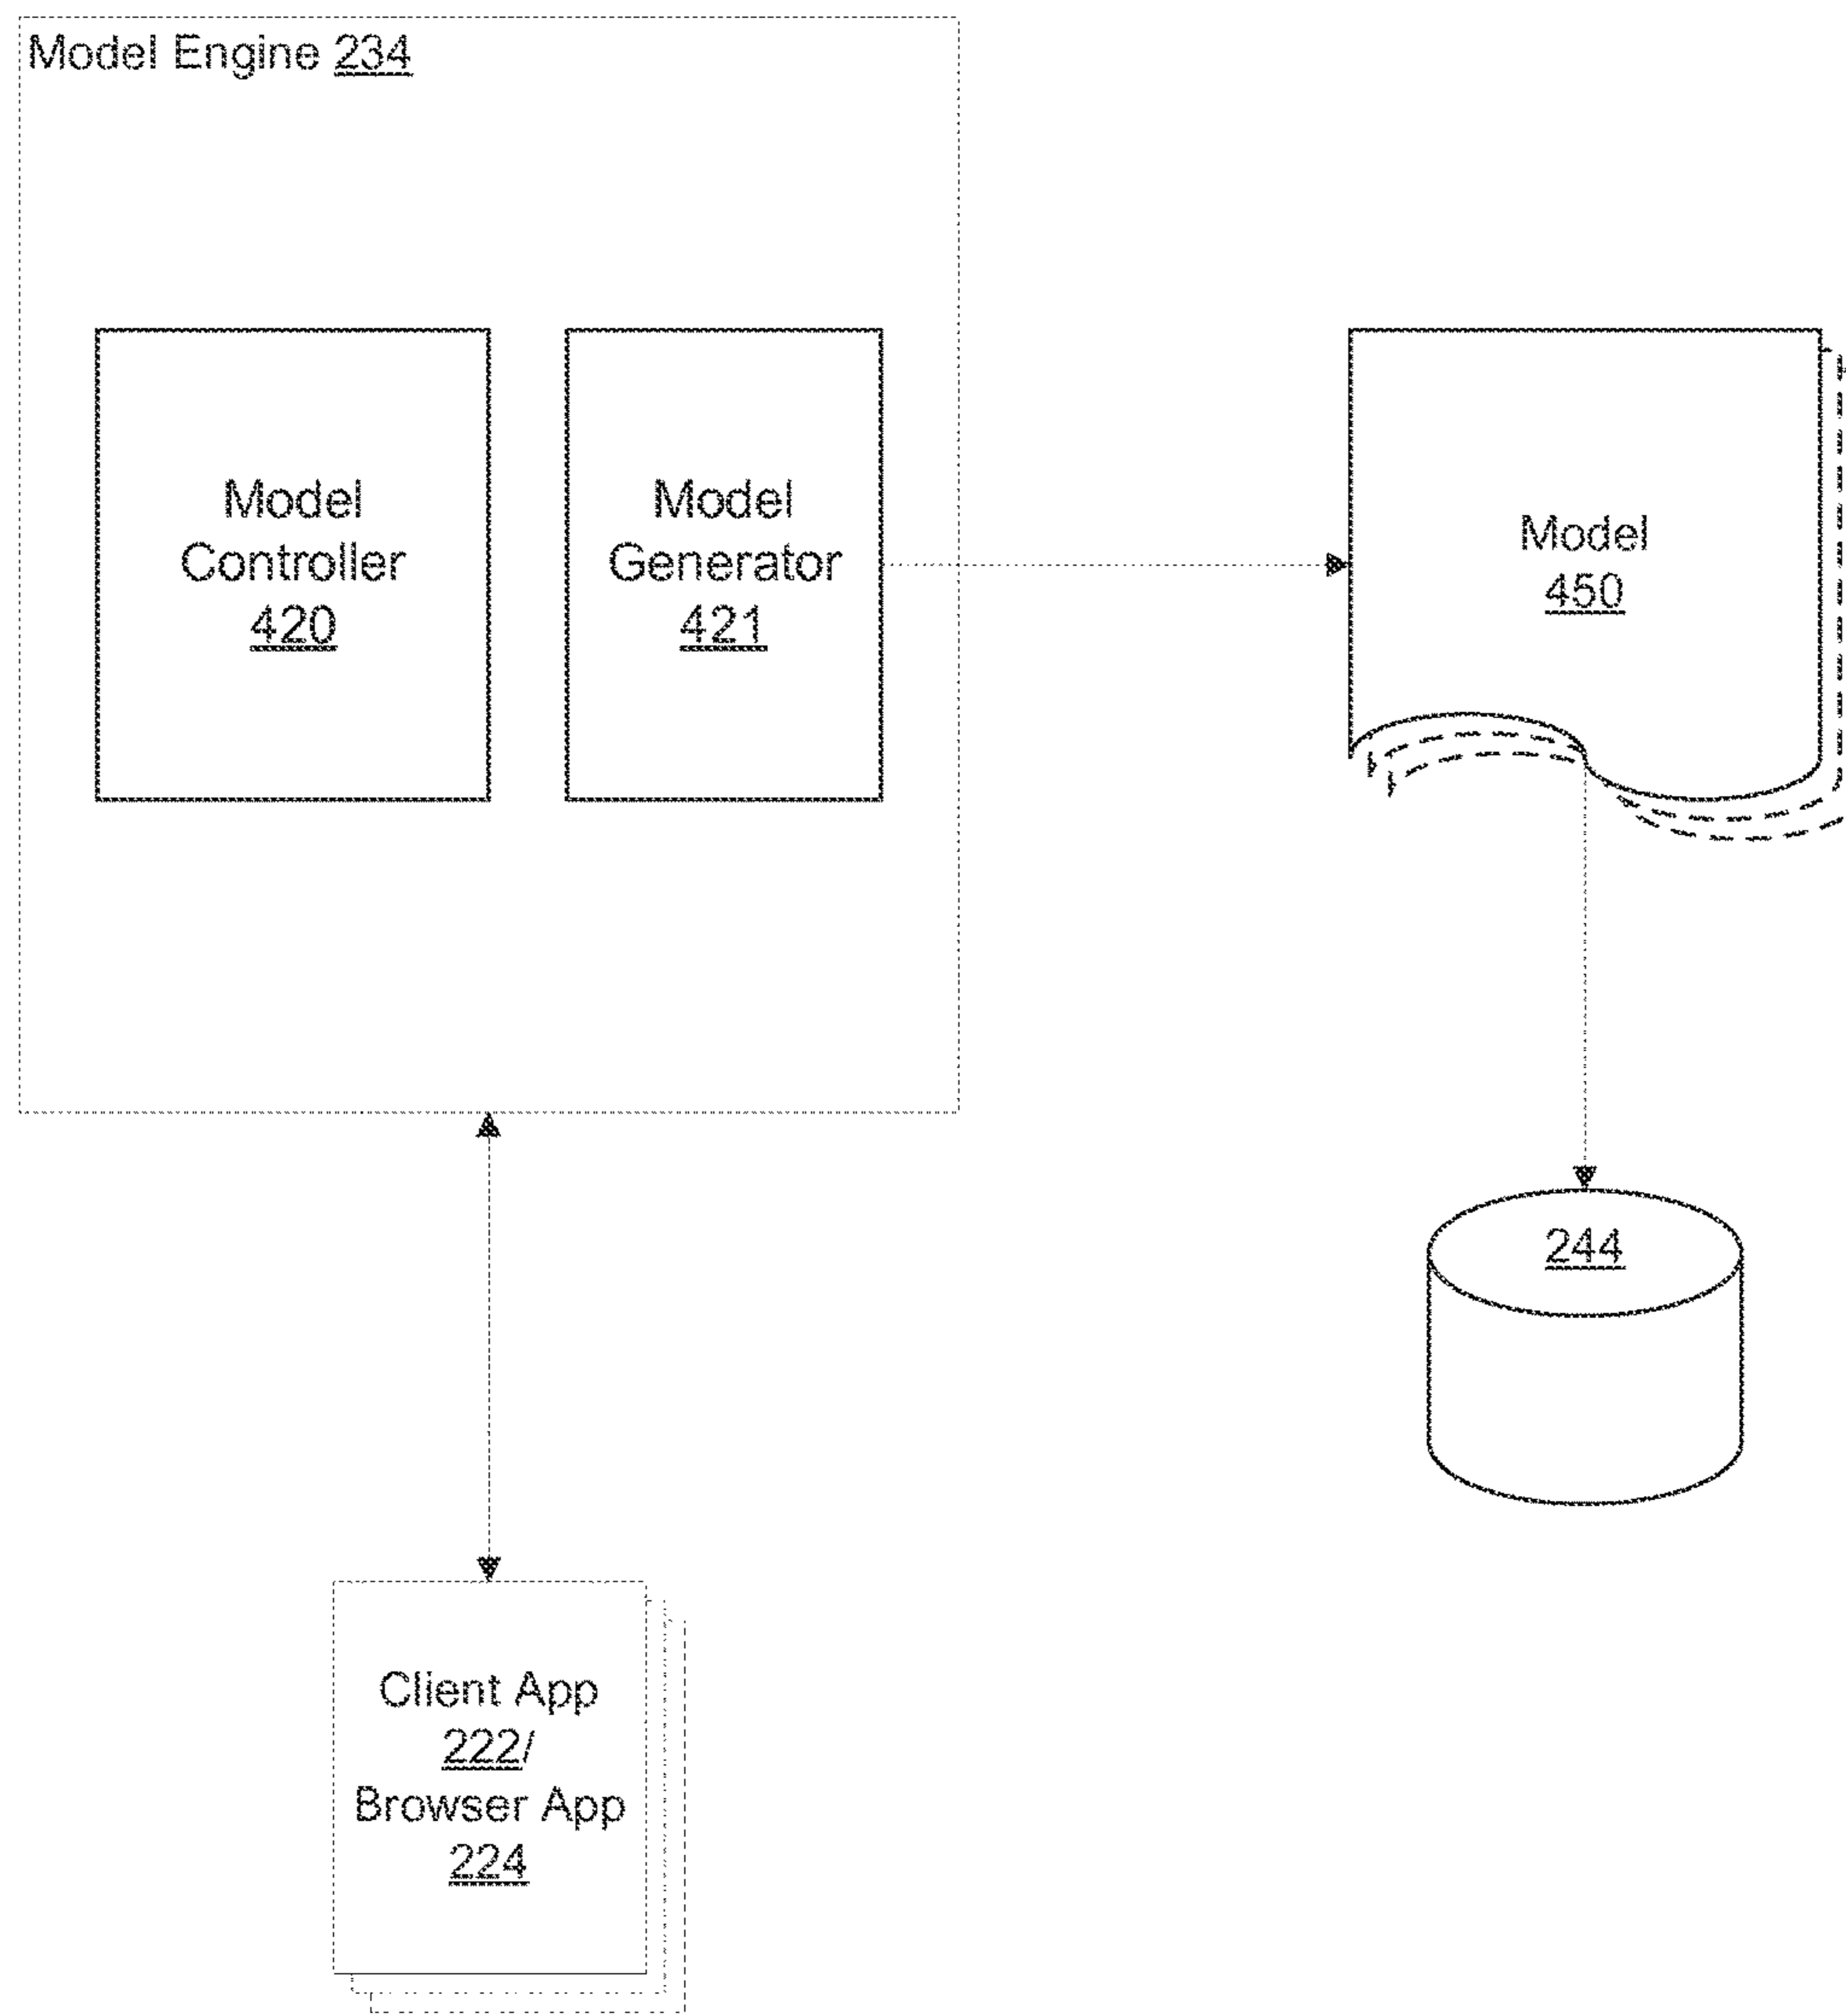 Model Engine 234
Model
Controller
420
Model
Generator
421
Model
450
244
Client App
222/
Browser App
224